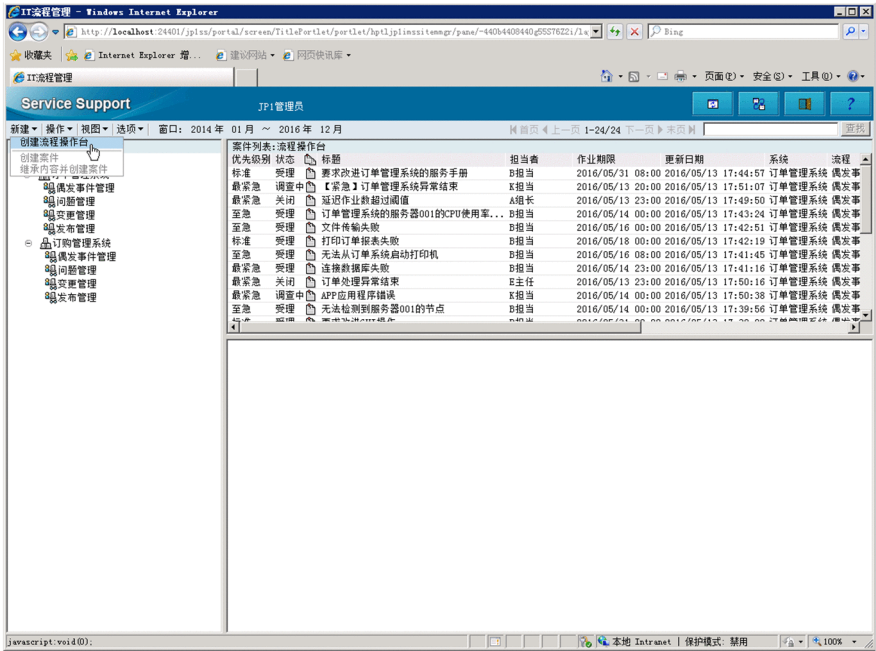 IT流程管理 - Windows Internet Explorer
http://localhost:24401/jplss/portal/screen/TitlePortlet/portlet/hptljplimssitemmgr/pane/-440b4408440g55S76Z2i/la
Bing
收藏夹 Internet Explorer 增... 建议网站 网页快讯库
IT流程管理
页面(P) 安全(S) 工具(O)
Service Support
JP1管理员
新建 操作 视图 选项 窗口: 2014 年 01 月 ～ 2016 年 12 月
首页 上一页 1-24/24 下一页 末页 查找
创建流程操作台
创建案件
继承内容并创建案件
偶发事件管理
问题管理
变更管理
发布管理
订购管理系统
偶发事件管理
问题管理
变更管理
发布管理
案件列表:流程操作台
优先级别 状态 标题 担当者 作业期限 更新日期 系统 流程
标准 受理 要求改进订单管理系统的服务手册 B担当 2016/05/31 08:00 2016/05/13 17:44:57 订单管理系统 偶发事
最紧急 调查中 【紧急】订单管理系统异常结束 K担当 2016/05/13 20:00 2016/05/13 17:51:07 订单管理系统 偶发事
最紧急 关闭 延迟作业数超过阈值 A组长 2016/05/13 23:00 2016/05/13 17:49:50 订单管理系统 偶发事
至急 受理 订单管理系统的服务器001的CPU使用率... B担当 2016/05/14 00:00 2016/05/13 17:43:24 订单管理系统 偶发事
至急 受理 文件传输失败 B担当 2016/05/16 00:00 2016/05/13 17:42:51 订单管理系统 偶发事
标准 受理 打印订单报表失败 B担当 2016/05/18 00:00 2016/05/13 17:42:19 订单管理系统 偶发事
至急 受理 无法从订单系统启动打印机 B担当 2016/05/16 08:00 2016/05/13 17:41:45 订单管理系统 偶发事
最紧急 受理 连接数据库失败 B担当 2016/05/14 23:00 2016/05/13 17:41:16 订单管理系统 偶发事
最紧急 关闭 订单处理异常结束 E主任 2016/05/13 23:00 2016/05/13 17:50:16 订单管理系统 偶发事
最紧急 调查中 APP应用程序错误 K担当 2016/05/14 00:00 2016/05/13 17:50:38 订单管理系统 偶发事
至急 受理 无法检测到服务器001的节点 B担当 2016/05/14 00:00 2016/05/13 17:39:56 订单管理系统 偶发事
javascript:void(0);
本地 Intranet | 保护模式: 禁用
100%